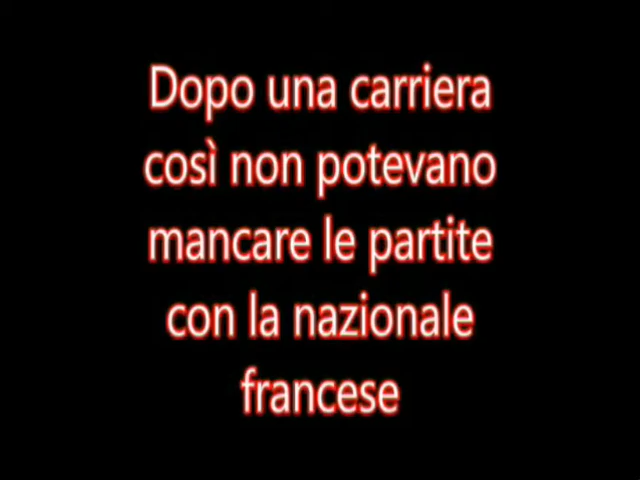 Dopo una carriera
così non potevano
mancare le partite
con la nazionale
francese